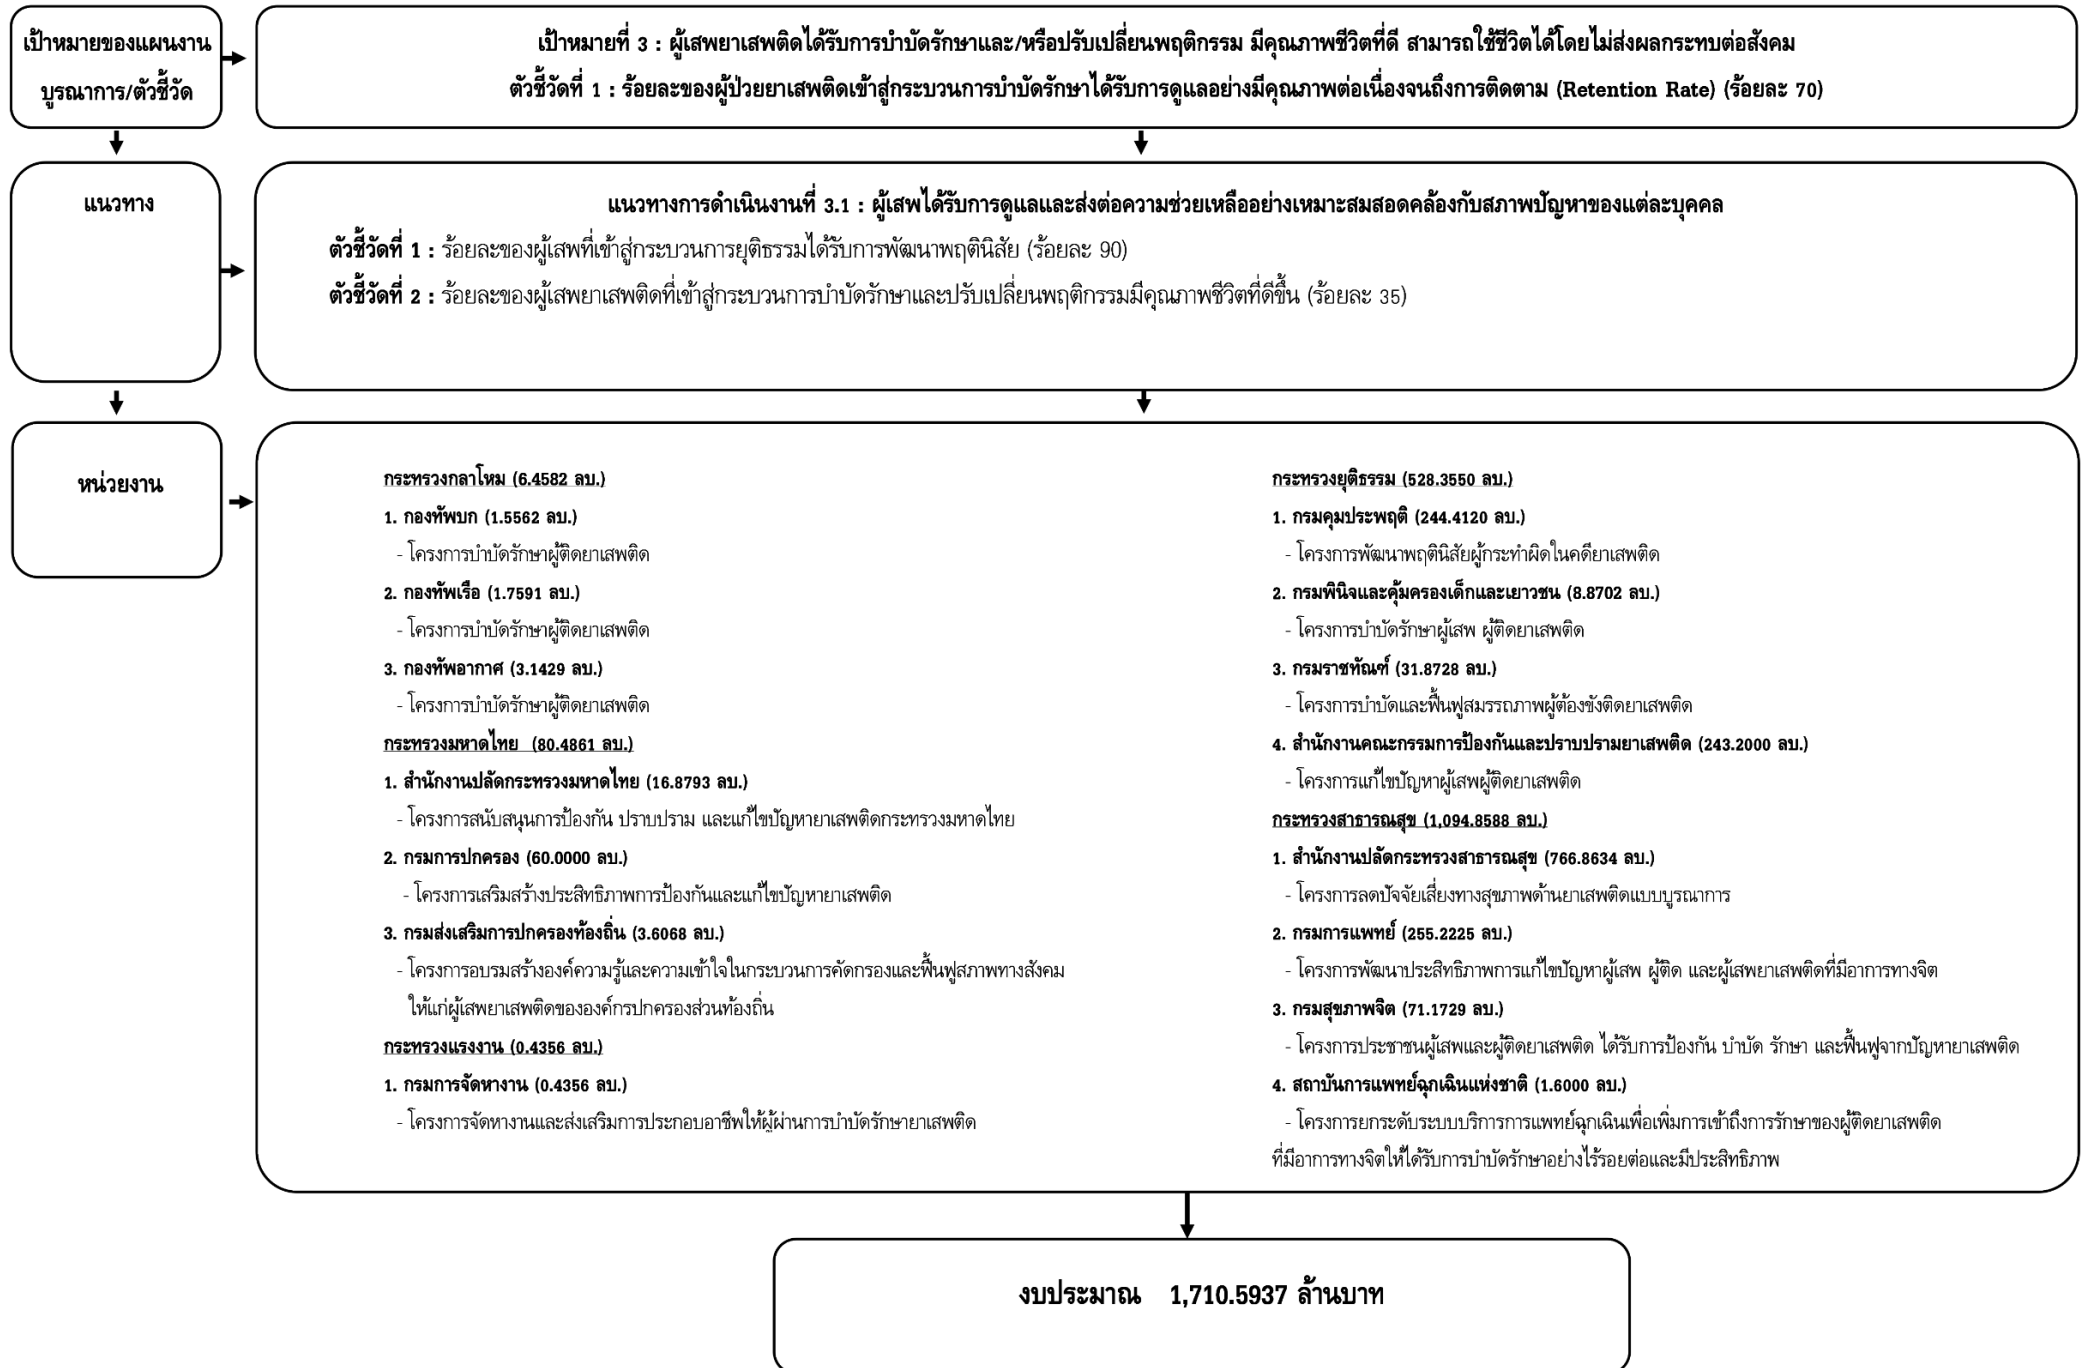 เป้าหมายของแผนงาน
บูรณาการ/ตัวชี้วัด
เป้าหมายที่ 3 : ผู้เสพยาเสพติดได้รับการบำบัดรักษาและ/หรือปรับเปลี่ยนพฤติกรรม มีคุณภาพชีวิตที่ดี สามารถใช้ชีวิตได้โดยไม่ส่งผลกระทบต่อสังคม
ตัวชี้วัดที่ 1 : ร้อยละของผู้ป่วยยาเสพติดเข้าสู่กระบวนการบำบัดรักษาได้รับการดูแลอย่างมีคุณภาพต่อเนื่องจนถึงการติดตาม (Retention Rate) (ร้อยละ 70)
แนวทาง
แนวทางการดำเนินงานที่ 3.1 : ผู้เสพได้รับการดูแลและส่งต่อความช่วยเหลืออย่างเหมาะสมสอดคล้องกับสภาพปัญหาของแต่ละบุคคล
ตัวชี้วัดที่ 1 : ร้อยละของผู้เสพที่เข้าสู่กระบวนการยุติธรรมได้รับการพัฒนาพฤตินิสัย (ร้อยละ 90)
ตัวชี้วัดที่ 2 : ร้อยละของผู้เสพยาเสพติดที่เข้าสู่กระบวนการบำบัดรักษาและปรับเปลี่ยนพฤติกรรมมีคุณภาพชีวิตที่ดีขึ้น (ร้อยละ 35)
หน่วยงาน
กระทรวงกลาโหม (6.4582 ลบ.)
1. กองทัพบก (1.5562 ลบ.)
- โครงการบำบัดรักษาผู้ติดยาเสพติด
2. กองทัพเรือ (1.7591 ลบ.)
- โครงการบำบัดรักษาผู้ติดยาเสพติด
3. กองทัพอากาศ (3.1429 ลบ.)
- โครงการบำบัดรักษาผู้ติดยาเสพติด
กระทรวงมหาดไทย (80.4861 ลบ.)
1. สำนักงานปลัดกระทรวงมหาดไทย (16.8793 ลบ.)
- โครงการสนับสนุนการป้องกัน ปราบปราม และแก้ไขปัญหายาเสพติดกระทรวงมหาดไทย
2. กรมการปกครอง (60.0000 ลบ.)
- โครงการเสริมสร้างประสิทธิภาพการป้องกันและแก้ไขปัญหายาเสพติด
3. กรมส่งเสริมการปกครองท้องถิ่น (3.6068 ลบ.)
- โครงการอบรมสร้างองค์ความรู้และความเข้าใจในกระบวนการคัดกรองและฟื้นฟูสภาพทางสังคม
ให้แก่ผู้เสพยาเสพติดขององค์กรปกครองส่วนท้องถิ่น
กระทรวงแรงงาน (0.4356 ลบ.)
1. กรมการจัดหางาน (0.4356 ลบ.)
- โครงการจัดหางานและส่งเสริมการประกอบอาชีพให้ผู้ผ่านการบำบัดรักษายาเสพติด
กระทรวงยุติธรรม (528.3550 ลบ.)
1. กรมคุมประพฤติ (244.4120 ลบ.)
- โครงการพัฒนาพฤตินิสัยผู้กระทำผิดในคดียาเสพติด
2. กรมพินิจและคุ้มครองเด็กและเยาวชน (8.8702 ลบ.)
- โครงการบำบัดรักษาผู้เสพ ผู้ติดยาเสพติด
3. กรมราชทัณฑ์ (31.8728 ลบ.)
- โครงการบำบัดและฟื้นฟูสมรรถภาพผู้ต้องขังติดยาเสพติด
4. สำนักงานคณะกรรมการป้องกันและปราบปรามยาเสพติด (243.2000 ลบ.)
- โครงการแก้ไขปัญหาผู้เสพผู้ติดยาเสพติด
กระทรวงสาธารณสุข (1,094.8588 ลบ.)
1. สำนักงานปลัดกระทรวงสาธารณสุข (766.8634 ลบ.)
- โครงการลดปัจจัยเสี่ยงทางสุขภาพด้านยาเสพติดแบบบูรณาการ
2. กรมการแพทย์ (255.2225 ลบ.)
- โครงการพัฒนาประสิทธิภาพการแก้ไขปัญหาผู้เสพ ผู้ติด และผู้เสพยาเสพติดที่มีอาการทางจิต
3. กรมสุขภาพจิต (71.1729 ลบ.)
- โครงการประชาชนผู้เสพและผู้ติดยาเสพติด ได้รับการป้องกัน บำบัด รักษา และฟื้นฟูจากปัญหายาเสพติด
4. สถาบันการแพทย์ฉุกเฉินแห่งชาติ (1.6000 ลบ.)
- โครงการยกระดับระบบบริการการแพทย์ฉุกเฉินเพื่อเพิ่มการเข้าถึงการรักษาของผู้ติดยาเสพติด
ที่มีอาการทางจิตให้ได้รับการบำบัดรักษาอย่างไร้รอยต่อและมีประสิทธิภาพ
งบประมาณ 1,710.5937 ล้านบาท